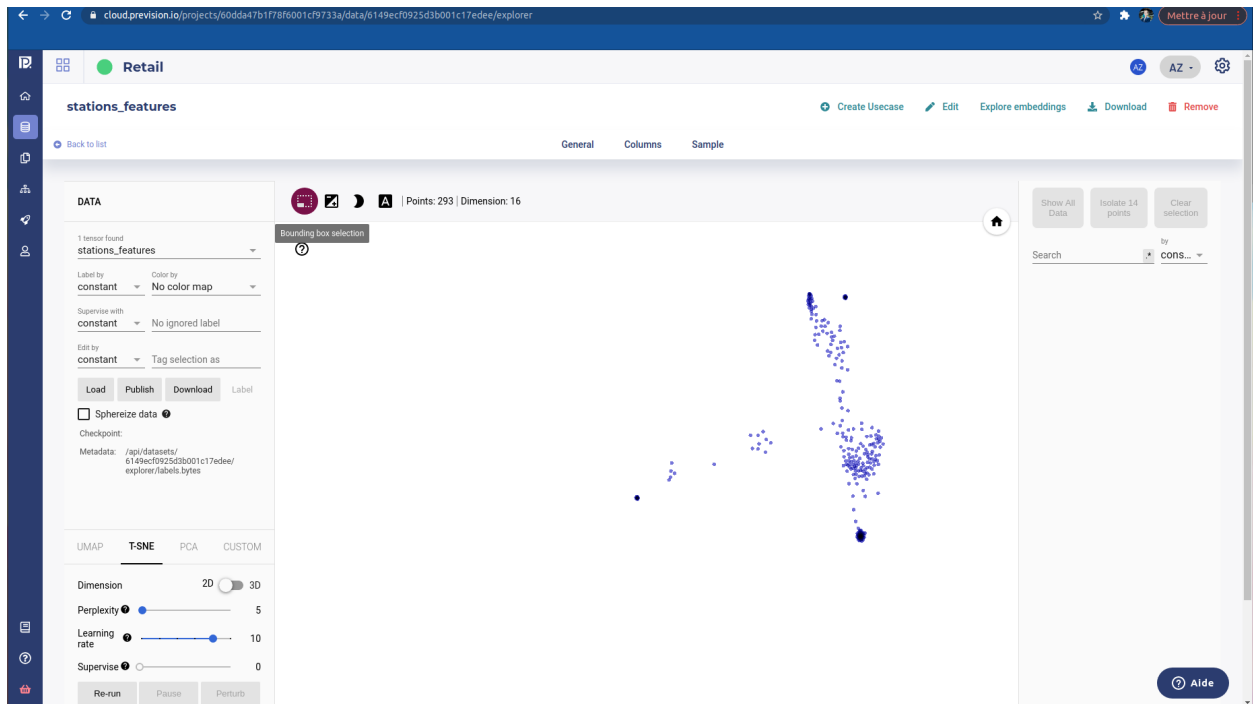 cloud.prevision.io/projects/60dda47b1f78f6001cf9733a/data/6149ecf0925d3b001c17edee/explorer
Mettre à jour
Retail
AZ
AZ
stations_features
Create Usecase
Edit
Explore embeddings
Download
Remove
Back to list
General
Columns
Sample
DATA
Points: 293 | Dimension: 16
Bounding box selection
1 tensor found
stations_features
Label by
Color by
constant
No color map
Supervise with
constant
No ignored label
Edit by
constant
Tag selection as
Load
Publish
Download
Label
Sphereize data
Checkpoint:
Metadata:
/api/datasets/
6149ecf0925d3b001c17edee/
explorer/labels.bytes
UMAP
T-SNE
PCA
CUSTOM
Dimension
2D
3D
Perplexity
5
Learning
rate
10
Supervise
0
Re-run
Pause
Perturb
Show All
Data
Isolate 14
points
Clear
selection
Search
.*
by
cons...
Aide